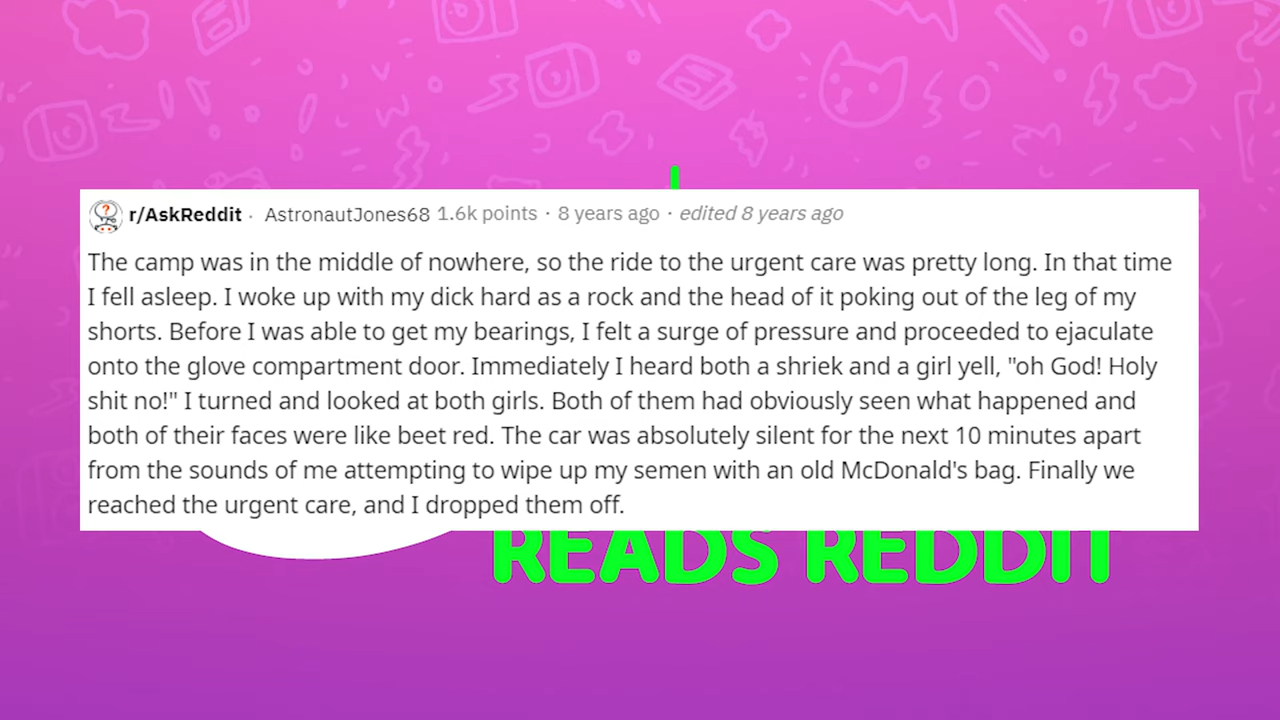 r/AskReddit · AstronautJones68 1.6k points · 8 years ago · edited 8 years ago
The camp was in the middle of nowhere, so the ride to the urgent care was pretty long. In that time
I fell asleep. I woke up with my dick hard as a rock and the head of it poking out of the leg of my
shorts. Before I was able to get my bearings, I felt a surge of pressure and proceeded to ejaculate
onto the glove compartment door. Immediately I heard both a shriek and a girl yell, "oh God! Holy
shit no!" I turned and looked at both girls. Both of them had obviously seen what happened and
both of their faces were like beet red. The car was absolutely silent for the next 10 minutes apart
from the sounds of me attempting to wipe up my semen with an old McDonald's bag. Finally we
reached the urgent care, and I dropped them off.
READS REDDIT